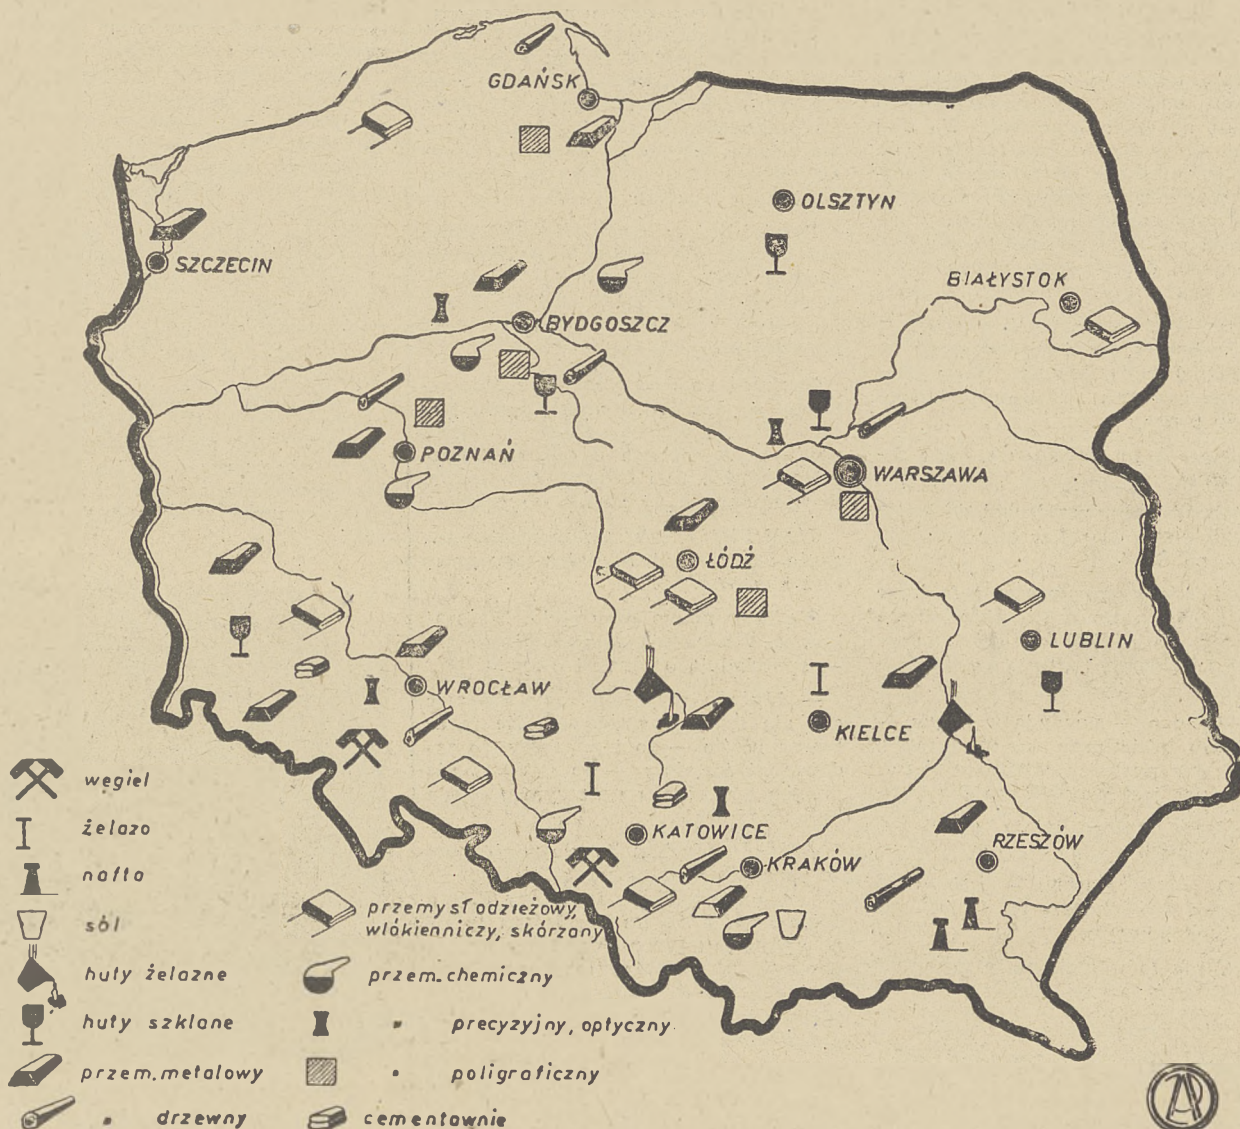 GDAŃSK
OLSZTYN
SZCZECIN
BIAŁYSTOK
BYDGOSZCZ
POZNAŃ
WARSZAWA
ŁÓDŹ
LUBLIN
WROCŁAW
KIELCE
KATOWICE
KRAKÓW
RZESZÓW
węgiel
żelazo
nafta
sól
huty żelazne
huty szklane
przem. metalowy
" drzewny
przemysł odzieżowy,
włókienniczy, skórzany
przem. chemiczny
" precyzyjny, optyczny
" poligraficzny
cementownie